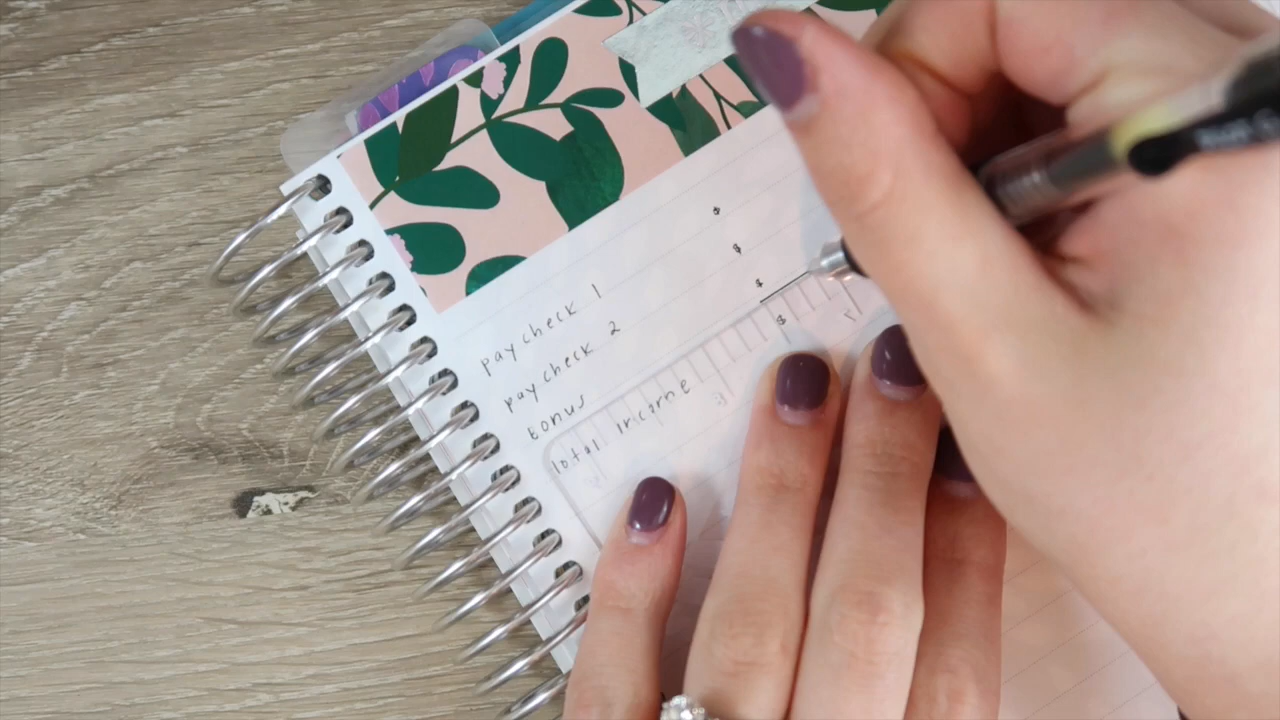 paycheck 1 $
paycheck 2 $
Bonus $
Total income $